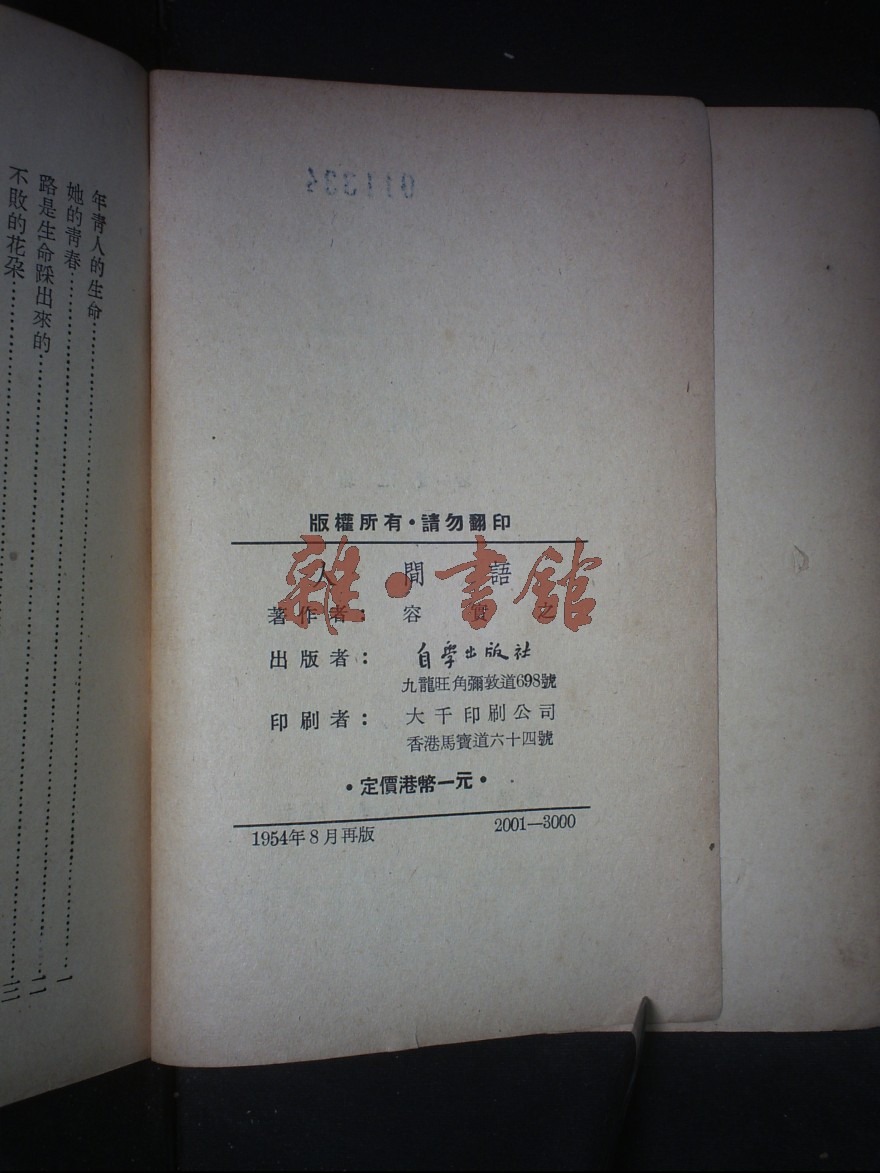 年青人的生命
她的青春 一
路是生命踩出來的 二
不敗的花朶 三
011334
版權所有·請勿翻印
人間語
著作者： 容實之
出版者： 自學出版社
九龍旺角彌敦道698號
印刷者： 大千印刷公司
香港馬寶道六十四號
·定價港幣一元·
1954年8月再版 2001—3000
雜·書館